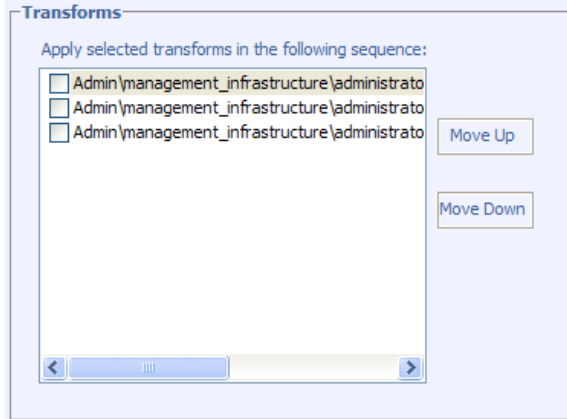 Transforms
Apply selected transforms in the following sequence:
Admin\management_infrastructure\administrato
Admin\management_infrastructure\administrato
Admin\management_infrastructure\administrato
Move Up
Move Down